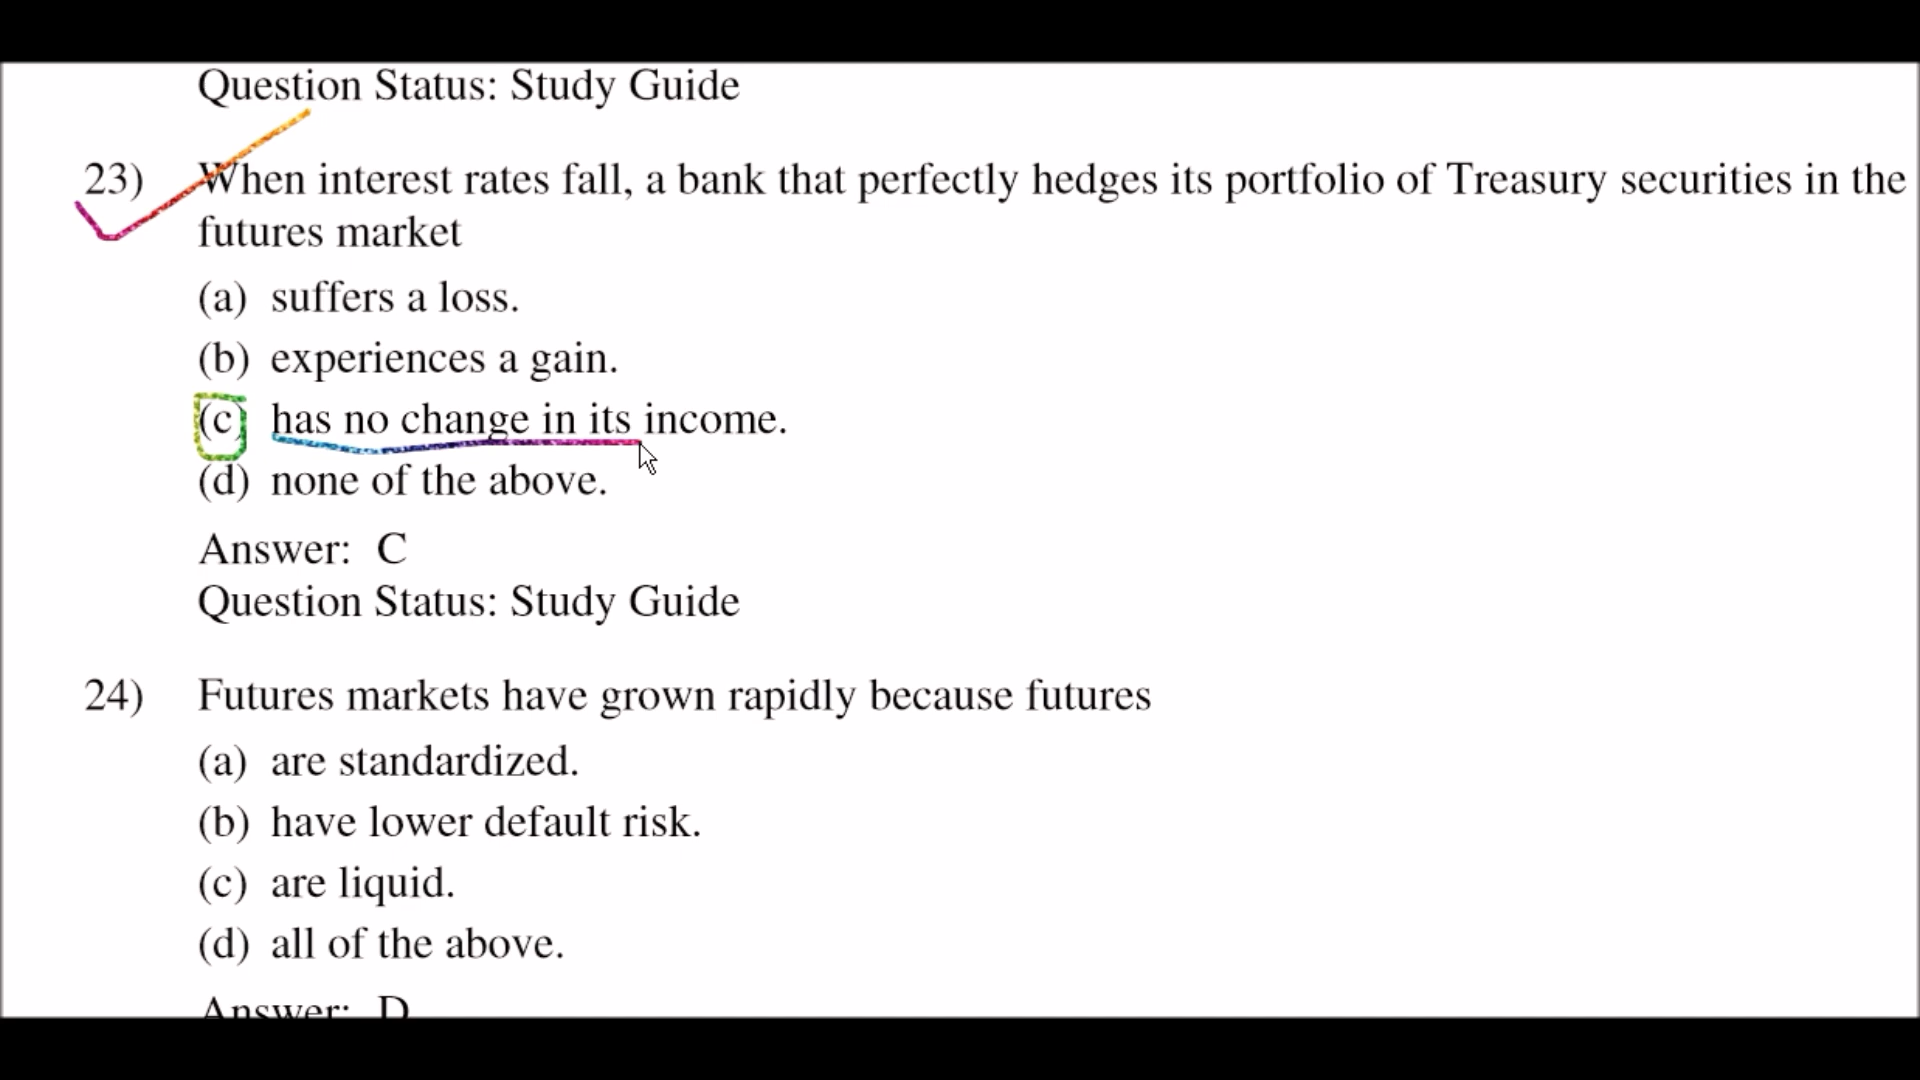 Question Status: Study Guide
23) When interest rates fall, a bank that perfectly hedges its portfolio of Treasury securities in the
futures market
(a) suffers a loss.
(b) experiences a gain.
(c) has no change in its income.
(d) none of the above.
Answer: C
Question Status: Study Guide
24) Futures markets have grown rapidly because futures
(a) are standardized.
(b) have lower default risk.
(c) are liquid.
(d) all of the above.
Answer: D